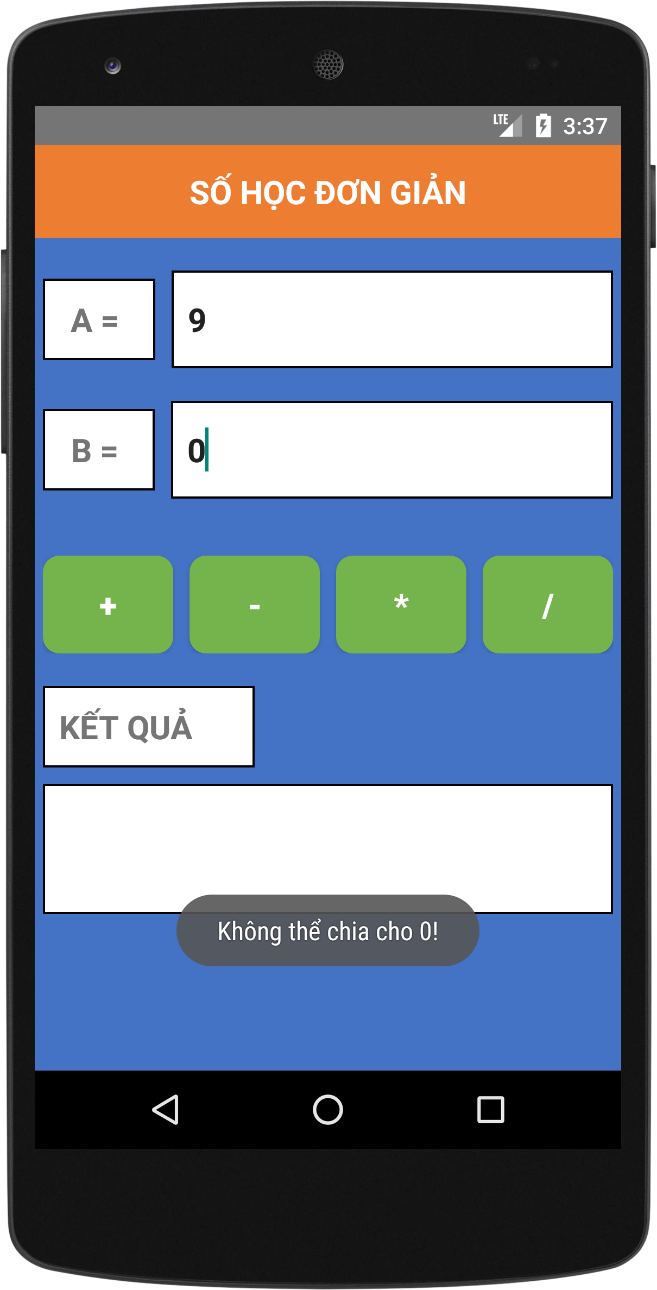 LTE 3:37
SỐ HỌC ĐƠN GIẢN
A = 9
B = 0
+ - * /
KẾT QUẢ
Không thể chia cho 0!